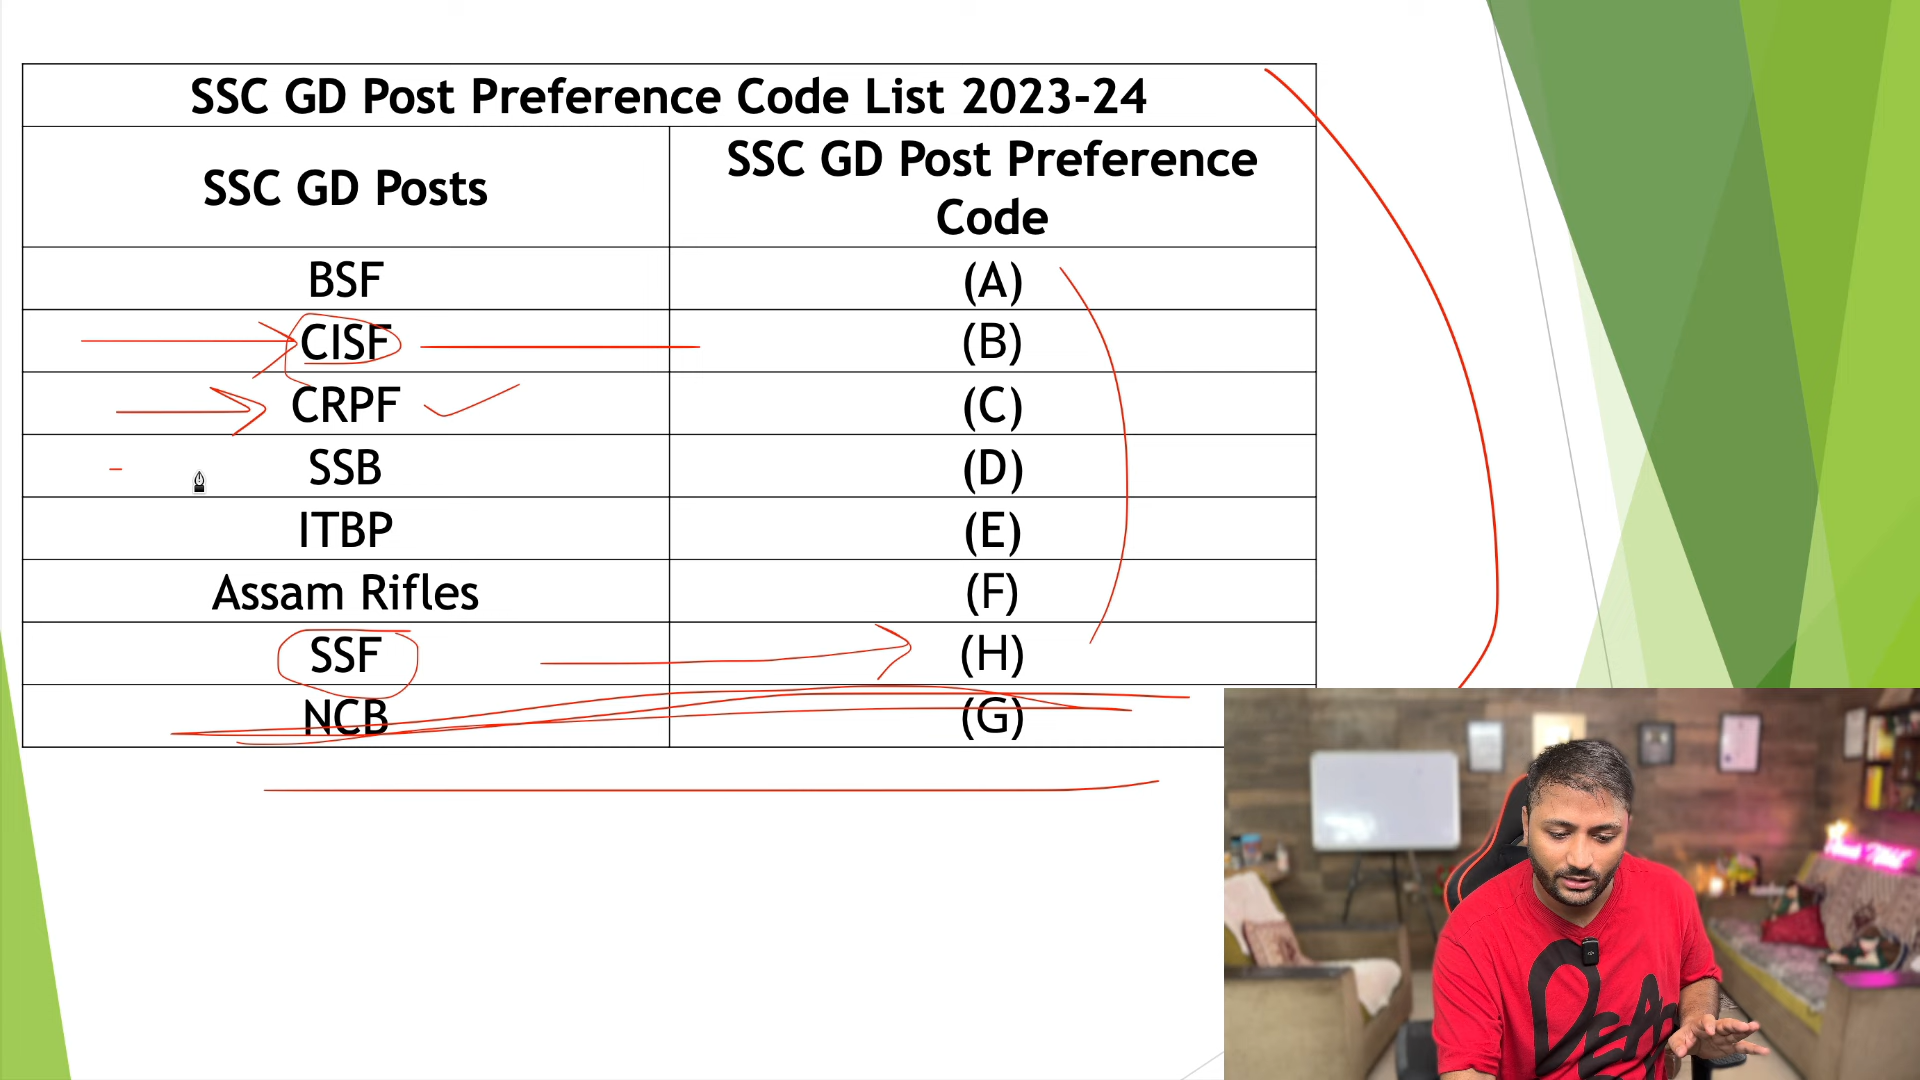 SSC GD Post Preference Code List 2023-24
SSC GD Posts
SSC GD Post Preference
Code
BSF (A)
CISF (B)
CRPF (C)
SSB (D)
ITBP (E)
Assam Rifles (F)
SSF (H)
NCB (G)